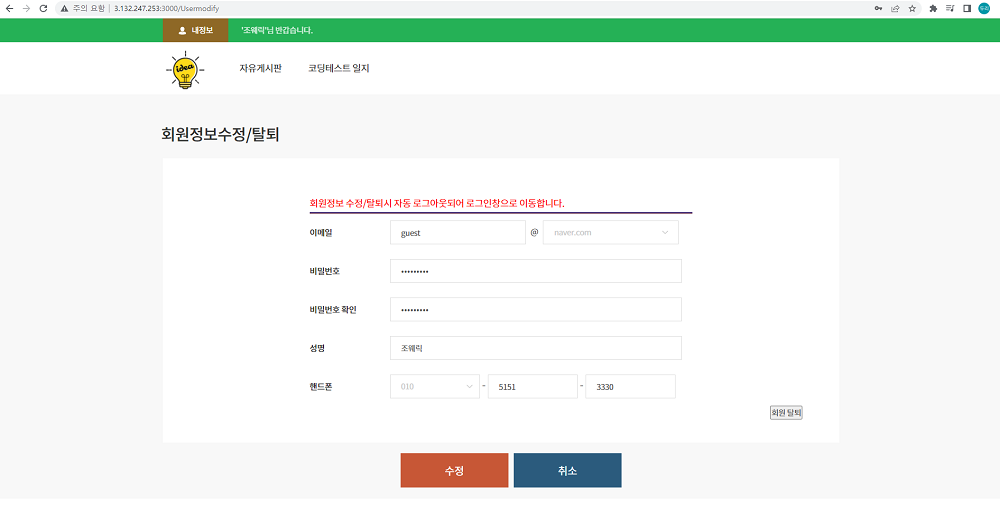 주의 요함 | 3.132.247.253:3000/Usermodify
두리
내정보 '조웨릭'님 반갑습니다.
idea 자유게시판 코딩테스트 일지
회원정보수정/탈퇴
회원정보 수정/탈퇴시 자동 로그아웃되어 로그인창으로 이동합니다.
이메일 guest @ naver.com
비밀번호 •••••••••
비밀번호 확인 •••••••••
성명 조웨릭
핸드폰 010 - 5151 - 3330
회원 탈퇴
수정 취소